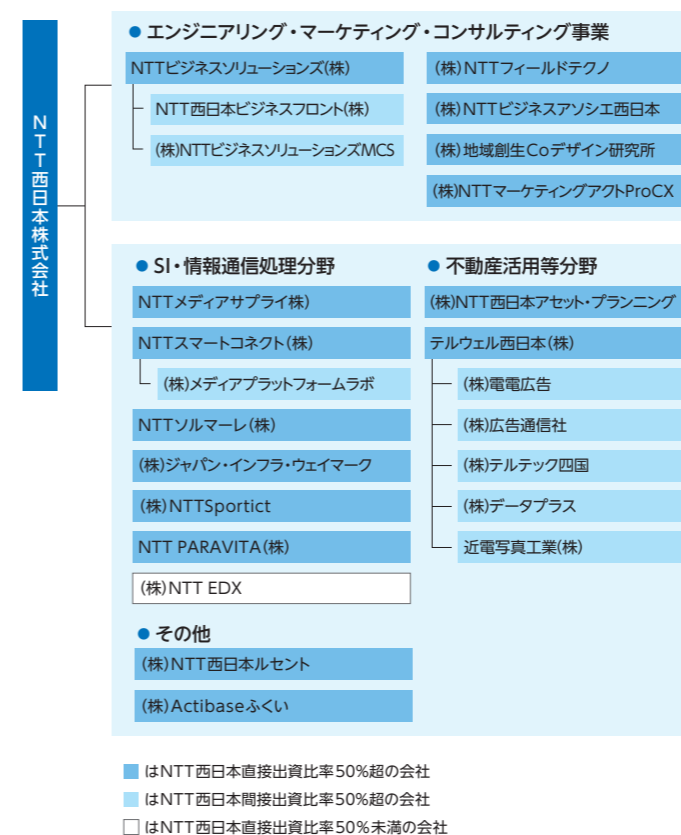 NTT西日本株式会社
●エンジニアリング・マーケティング・コンサルティング事業
NTTビジネスソリューションズ(株)
NTT西日本ビジネスフロント(株)
(株)NTTビジネスソリューションズMCS
(株)NTTフィールドテクノ
(株)NTTビジネスアソシエ西日本
(株)地域創生Coデザイン研究所
(株)NTTマーケティングアクトProCX
●SI・情報通信処理分野
NTTメディアサプライ株)
NTTスマートコネクト(株)
(株)メディアプラットフォームラボ
NTTソルマーレ(株)
(株)ジャパン・インフラ・ウェイマーク
(株)NTTSportict
NTT PARAVITA(株)
(株)NTT EDX
●不動産活用等分野
(株)NTT西日本アセット・プランニング
テルウェル西日本(株)
(株)電電広告
(株)広告通信社
(株)テルテック四国
(株)データプラス
近電写真工業(株)
●その他
(株)NTT西日本ルセント
(株)Actibaseふくい
はNTT西日本直接出資比率50%超の会社
はNTT西日本間接出資比率50%超の会社
はNTT西日本直接出資比率50%未満の会社